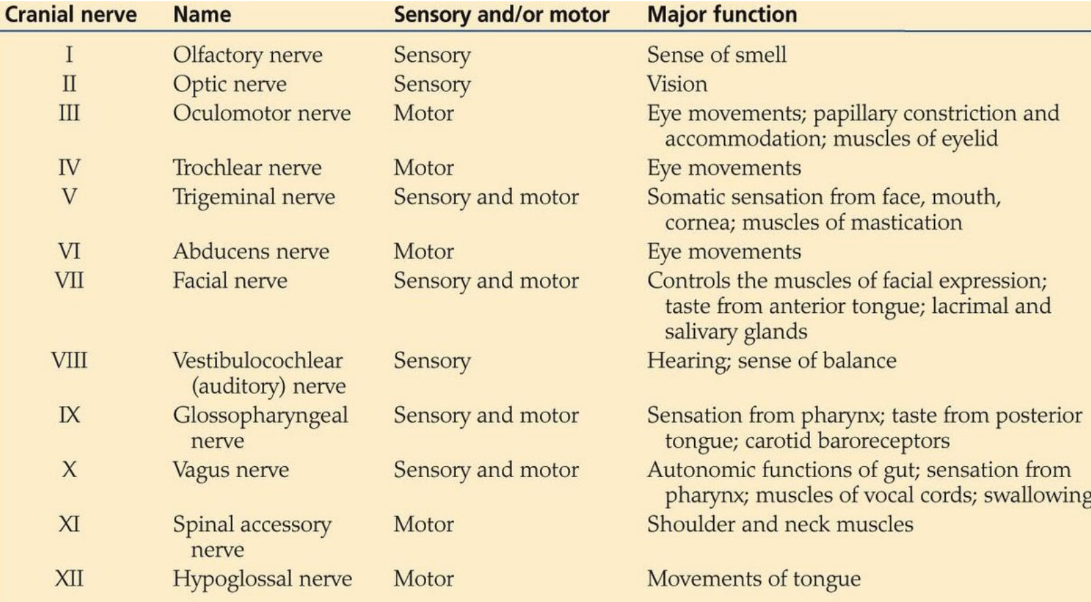 Cranial nerve Name Sensory and/or motor Major function
I Olfactory nerve Sensory Sense of smell
II Optic nerve Sensory Vision
III Oculomotor nerve Motor Eye movements; papillary constriction and
accommodation; muscles of eyelid
IV Trochlear nerve Motor Eye movements
V Trigeminal nerve Sensory and motor Somatic sensation from face, mouth,
cornea; muscles of mastication
VI Abducens nerve Motor Eye movements
VII Facial nerve Sensory and motor Controls the muscles of facial expression;
taste from anterior tongue; lacrimal and
salivary glands
VIII Vestibulocochlear Sensory Hearing; sense of balance
(auditory) nerve
IX Glossopharyngeal Sensory and motor Sensation from pharynx; taste from posterior
nerve tongue; carotid baroreceptors
X Vagus nerve Sensory and motor Autonomic functions of gut; sensation from
pharynx; muscles of vocal cords; swallowing
XI Spinal accessory Motor Shoulder and neck muscles
nerve
XII Hypoglossal nerve Motor Movements of tongue